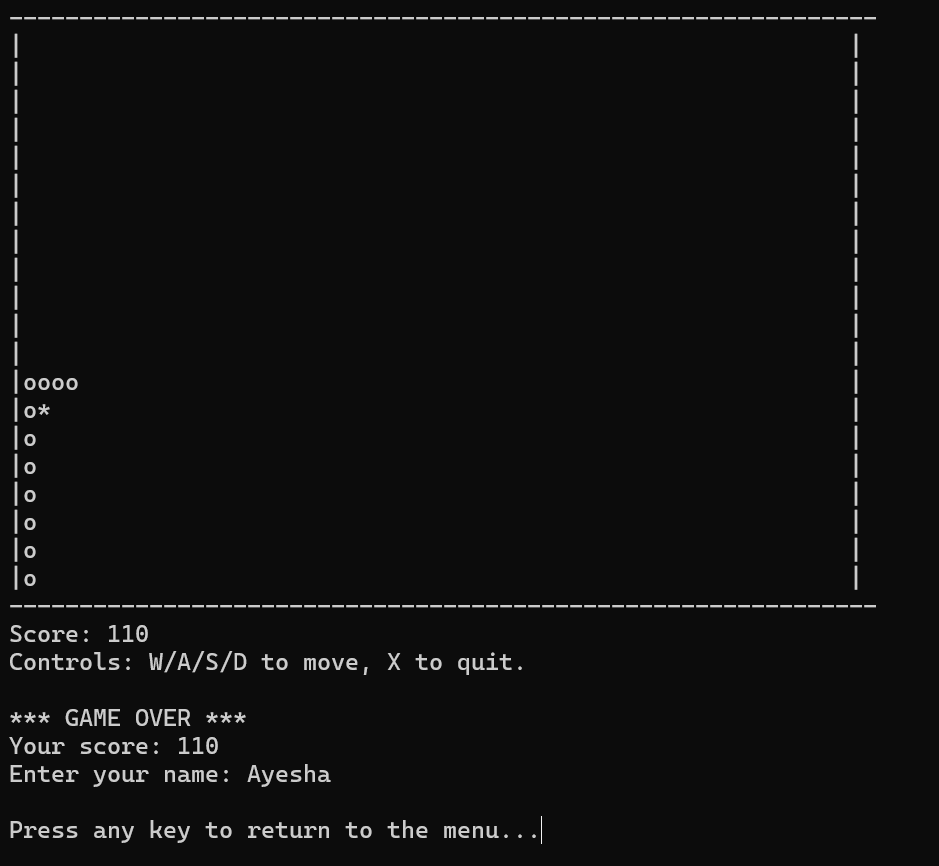 --------------------------------------------------------------
|                                                           |
|                                                           |
|                                                           |
|                                                           |
|                                                           |
|                                                           |
|                                                           |
|                                                           |
|                                                           |
|                                                           |
|                                                           |
|                                                           |
|oooo                                                       |
|o*                                                         |
|o                                                          |
|o                                                          |
|o                                                          |
|o                                                          |
|o                                                          |
|o                                                          |
--------------------------------------------------------------
Score: 110
Controls: W/A/S/D to move, X to quit.

*** GAME OVER ***
Your score: 110
Enter your name: Ayesha

Press any key to return to the menu...